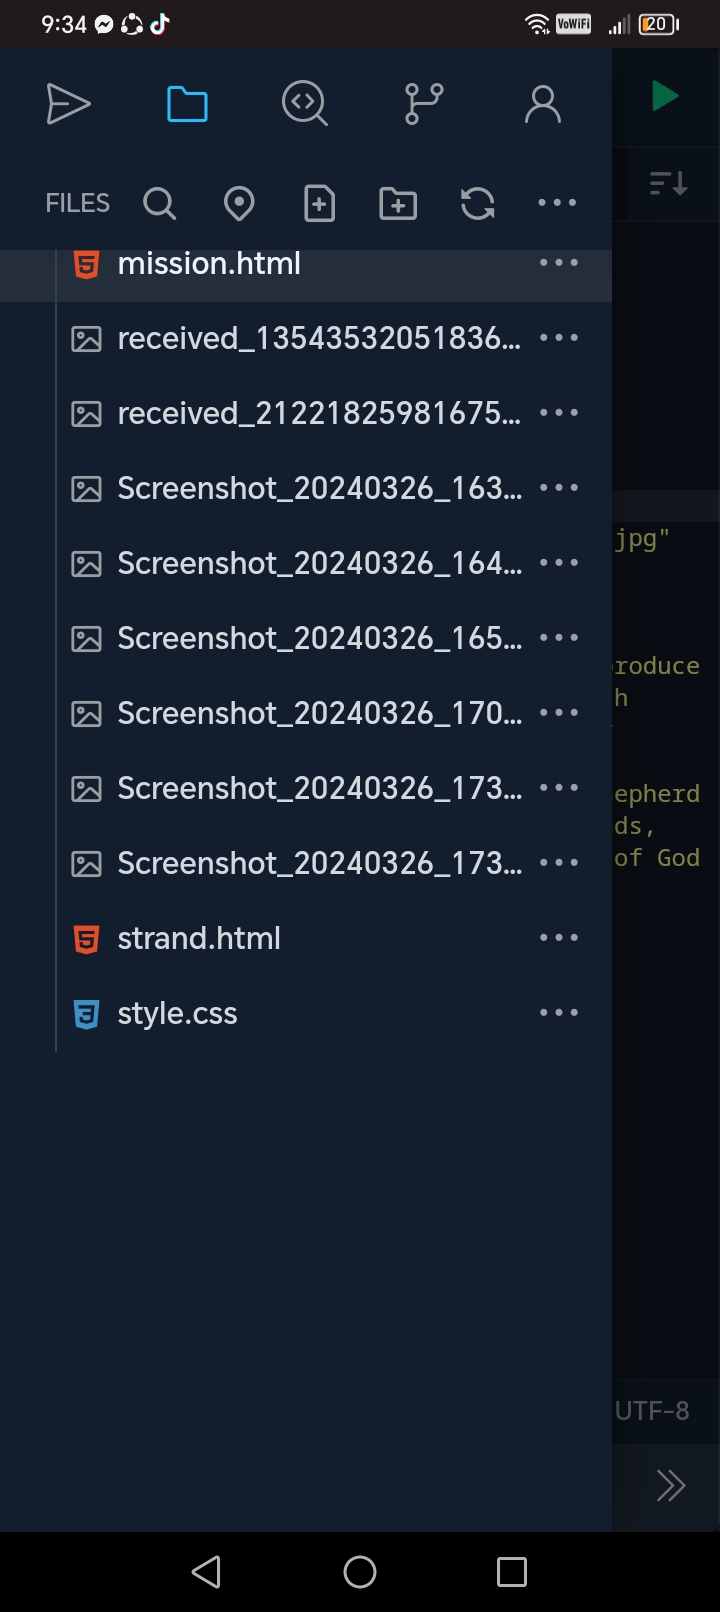 9:34 VoWiFi 20
FILES
mission.html
received_13543532051836...
received_21221825981675...
Screenshot_20240326_163...
Screenshot_20240326_164...
Screenshot_20240326_165...
Screenshot_20240326_170...
Screenshot_20240326_173...
Screenshot_20240326_173...
strand.html
style.css
jpg"
roduce
h
epherd
ds,
of God
UTF-8